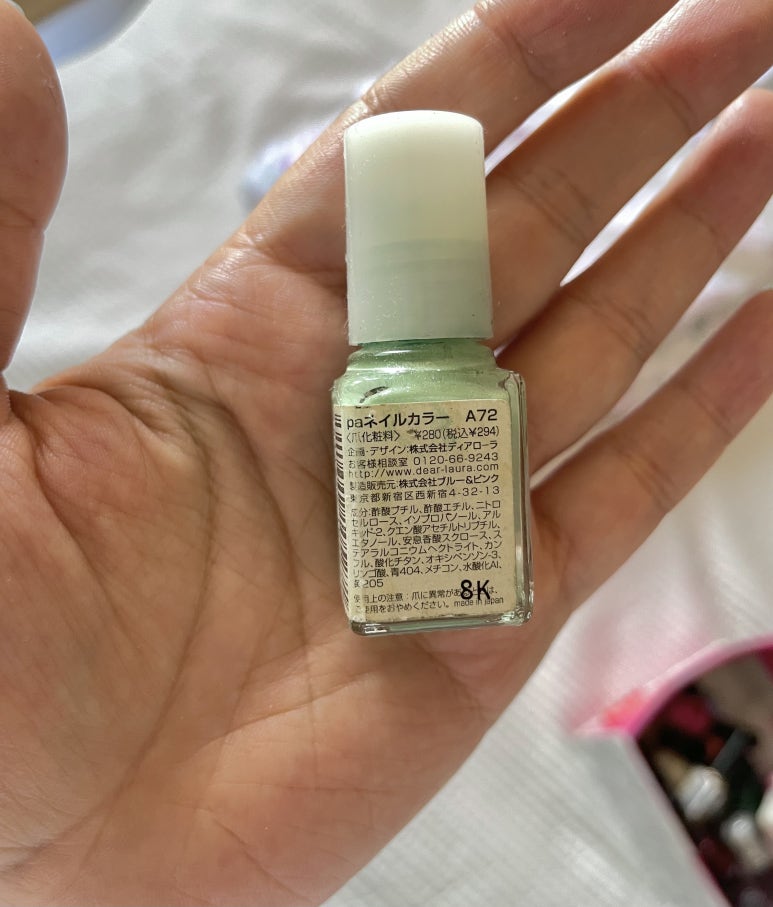 paネイルカラー A72
〈爪化粧料〉 ¥280(税込¥294)
企画・デザイン:株式会社ディアローラ
お客様相談室 0120-66-9243
http://www.dear-laura.com
製造販売元:株式会社ブルー&ピンク
東京都新宿区西新宿4-32-13
成分:酢酸ブチル、酢酸エチル、ニトロ
セルロース、イソプロパノール、アル
キッド-2、クエン酸アセチルトリブチル、
エタノール、安息香酸スクロース、ス
テアラルコニウムヘクトライト、カン
フル、酸化チタン、オキシベンゾン-3、
リンゴ酸、青404、メチコン、水酸化Al、
205
使用上の注意:爪に異常がある は、
ご使用をおやめください。 made in japan
8K